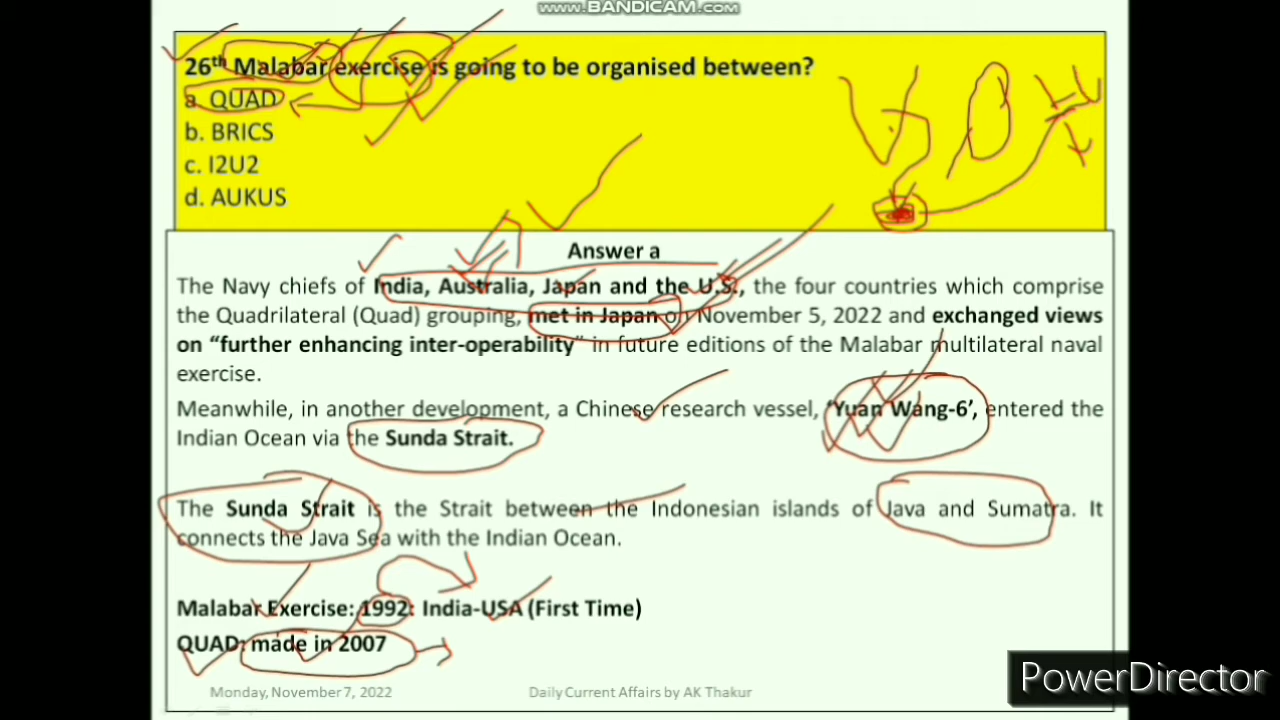 www.BANDICAM.com
26th Malabar exercise is going to be organised between?
a. QUAD
b. BRICS
c. I2U2
d. AUKUS
Answer a
The Navy chiefs of India, Australia, Japan and the U.S., the four countries which comprise
the Quadrilateral (Quad) grouping, met in Japan on November 5, 2022 and exchanged views
on “further enhancing inter-operability” in future editions of the Malabar multilateral naval
exercise.
Meanwhile, in another development, a Chinese research vessel, ‘Yuan Wang-6’, entered the
Indian Ocean via the Sunda Strait.
The Sunda Strait is the Strait between the Indonesian islands of Java and Sumatra. It
connects the Java Sea with the Indian Ocean.
Malabar Exercise: 1992: India-USA (First Time)
QUAD: made in 2007
Monday, November 7, 2022
Daily Current Affairs by AK Thakur
PowerDirector